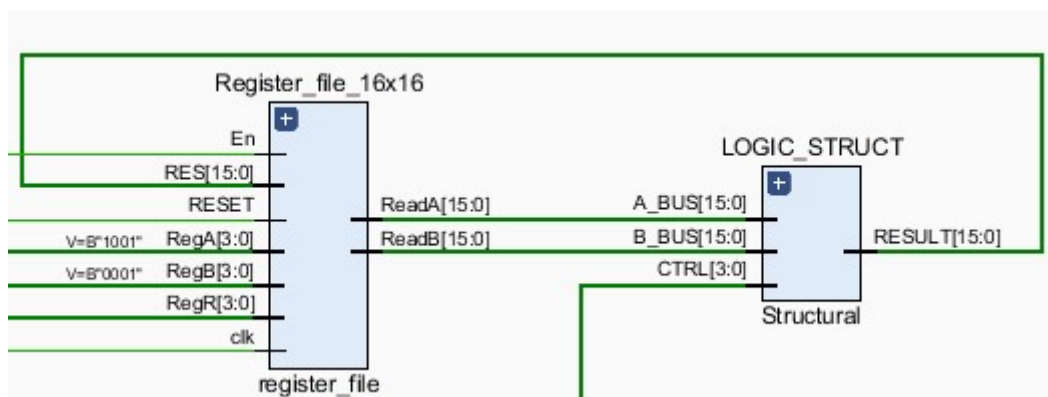 Register_file_16x16
En
RES[15:0]
RESET
V=B"1001" RegA[3:0]
V=B"0001" RegB[3:0]
RegR[3:0]
clk
ReadA[15:0]
ReadB[15:0]
register_file
LOGIC_STRUCT
A_BUS[15:0]
B_BUS[15:0]
CTRL[3:0]
RESULT[15:0]
Structural